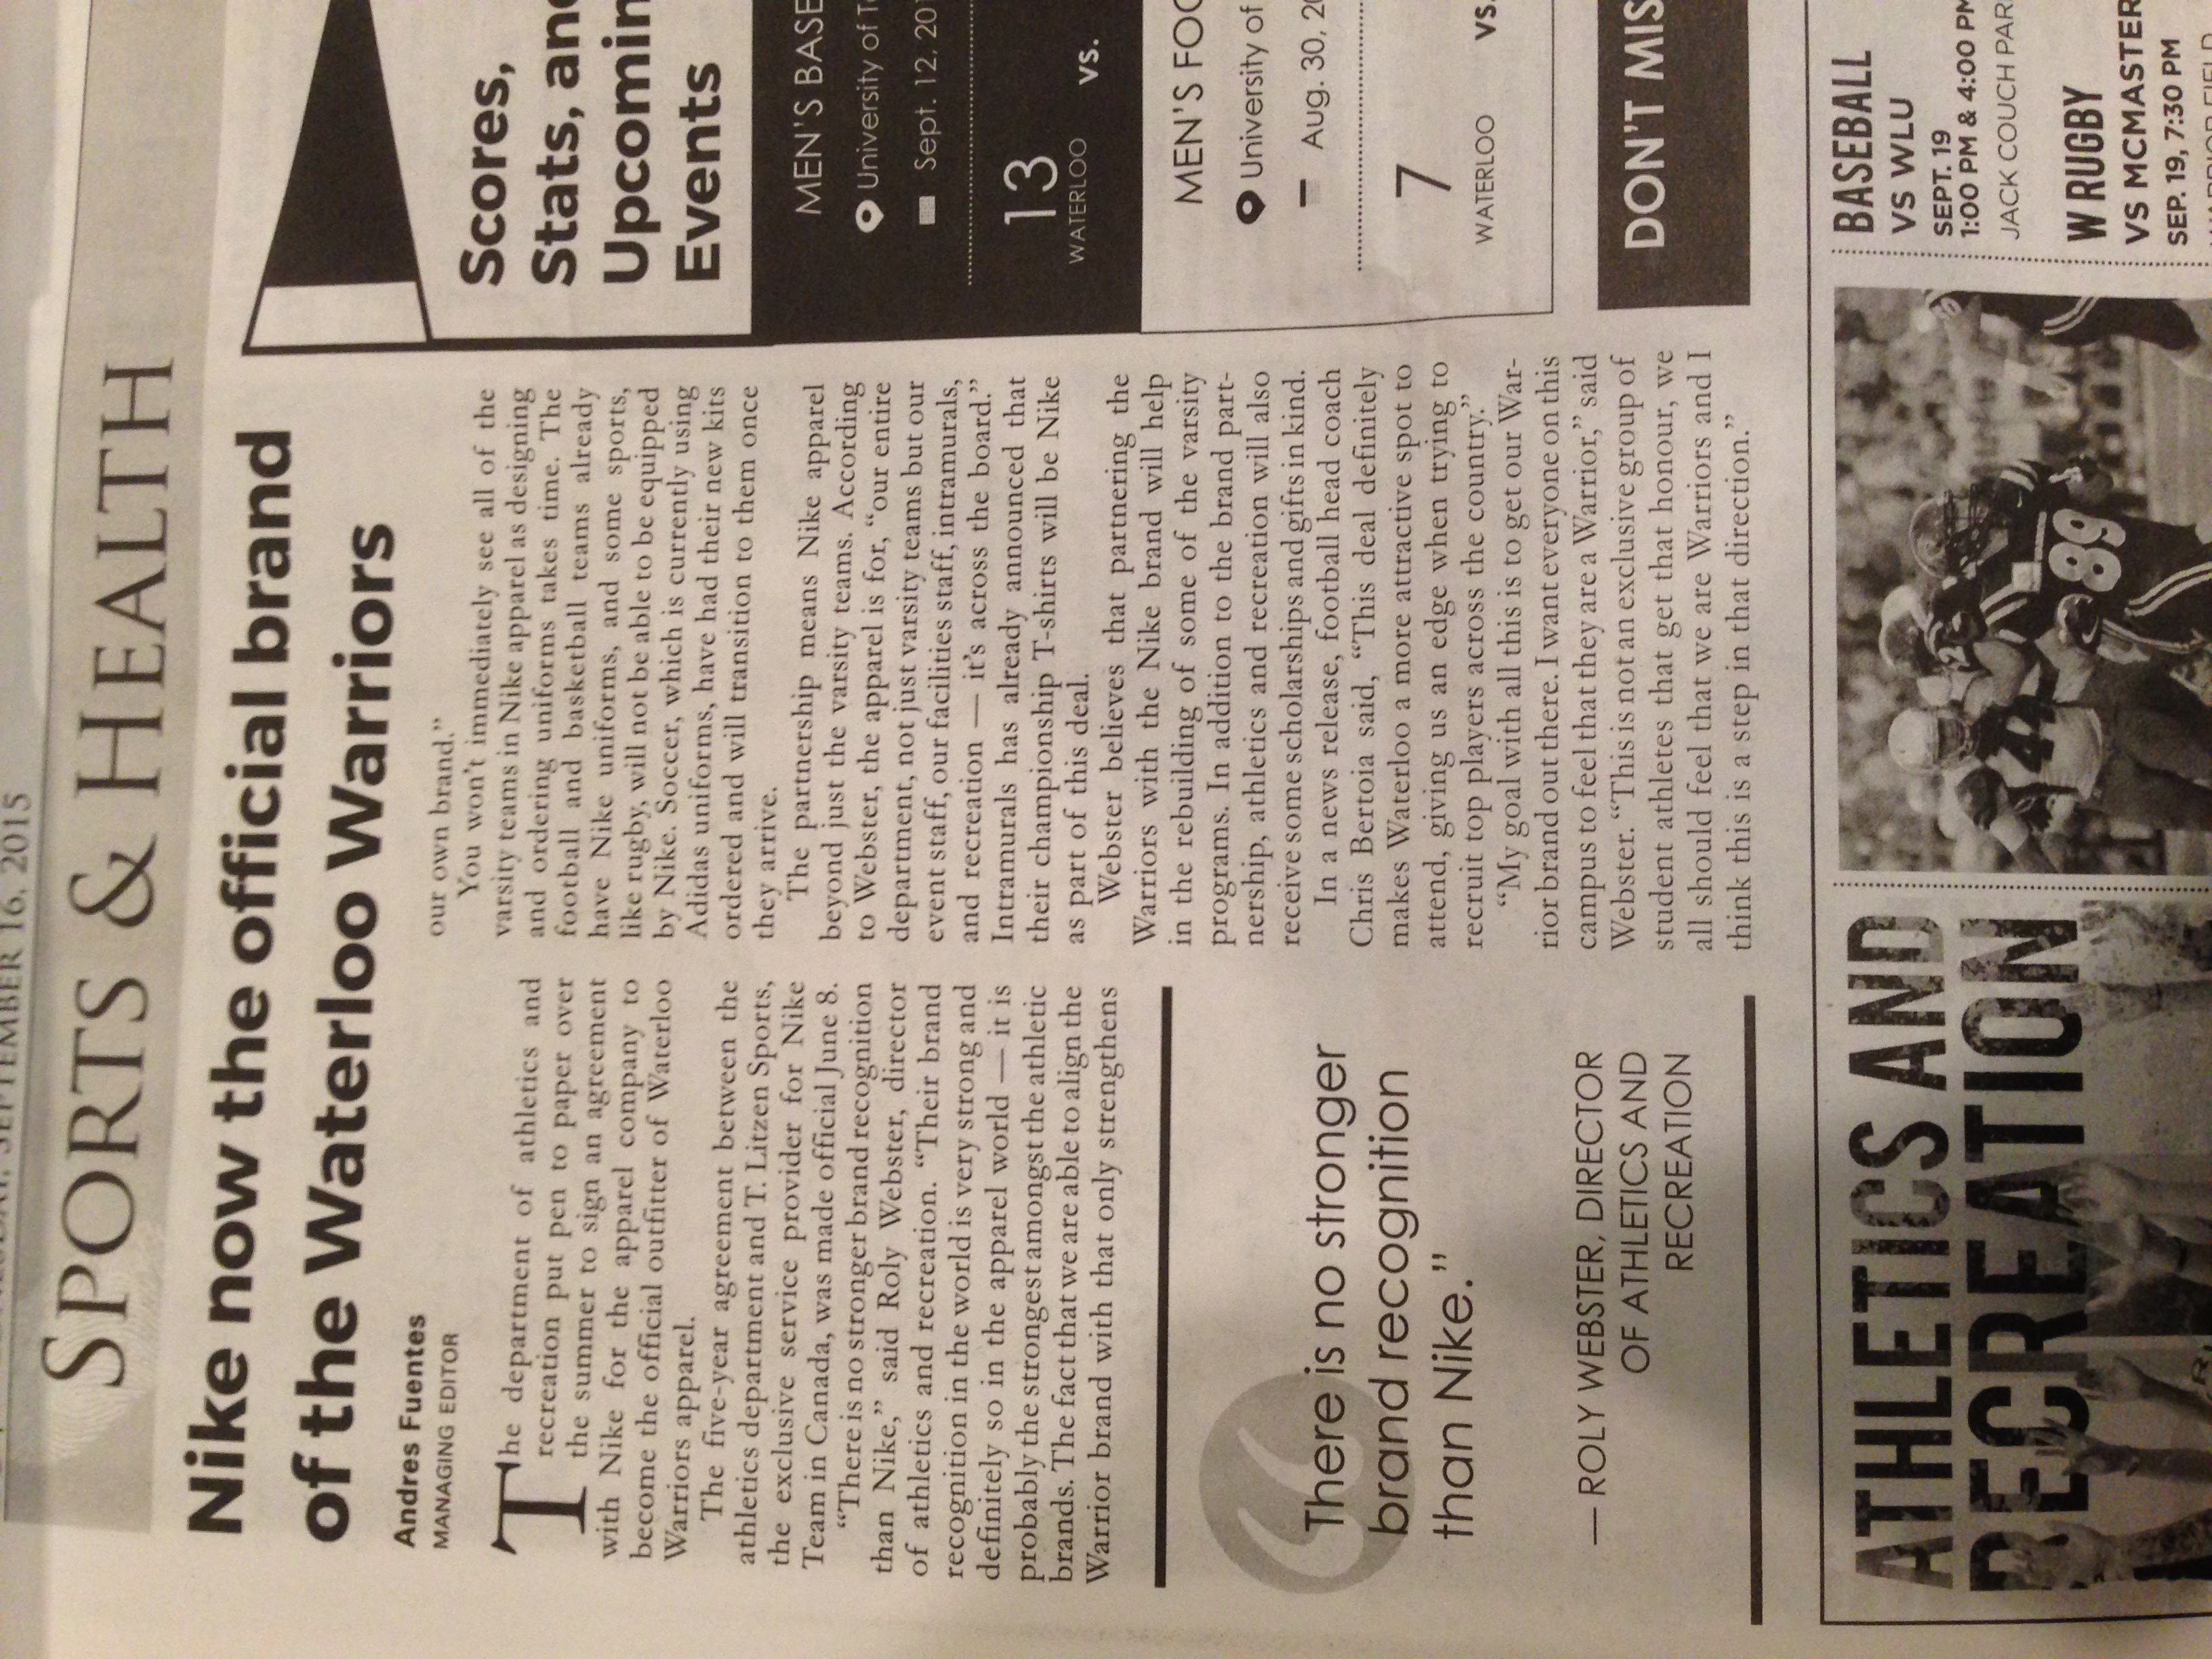 SEPTEMBER 16, 2015
SPORTS & HEALTH
Nike now the official brand
of the Waterloo Warriors
Andres Fuentes
MANAGING EDITOR
The department of athletics and
recreation put pen to paper over
the summer to sign an agreement
with Nike for the apparel company to
become the official outfitter of Waterloo
Warriors apparel.
The five-year agreement between the
athletics department and T. Litzen Sports,
the exclusive service provider for Nike
Team in Canada, was made official June 8.
“There is no stronger brand recognition
than Nike,” said Roly Webster, director
of athletics and recreation. “Their brand
recognition in the world is very strong and
definitely so in the apparel world — it is
probably the strongest amongst the athletic
brands. The fact that we are able to align the
Warrior brand with that only strengthens
our own brand.”
You won’t immediately see all of the
varsity teams in Nike apparel as designing
and ordering uniforms takes time. The
football and basketball teams already
have Nike uniforms, and some sports,
like rugby, will not be able to be equipped
by Nike. Soccer, which is currently using
Adidas uniforms, have had their new kits
ordered and will transition to them once
they arrive.
The partnership means Nike apparel
beyond just the varsity teams. According
to Webster, the apparel is for, “our entire
department, not just varsity teams but our
event staff, our facilities staff, intramurals,
and recreation — it’s across the board.”
Intramurals has already announced that
their championship T-shirts will be Nike
as part of this deal.
Webster believes that partnering the
Warriors with the Nike brand will help
in the rebuilding of some of the varsity
programs. In addition to the brand part-
nership, athletics and recreation will also
receive some scholarships and gifts in kind.
In a news release, football head coach
Chris Bertoia said, “This deal definitely
makes Waterloo a more attractive spot to
attend, giving us an edge when trying to
recruit top players across the country.”
“My goal with all this is to get our War-
rior brand out there. I want everyone on this
campus to feel that they are a Warrior,” said
Webster. “This is not an exclusive group of
student athletes that get that honour, we
all should feel that we are Warriors and I
think this is a step in that direction.”
“
There is no stronger
brand recognition
than Nike.”
— ROLY WEBSTER, DIRECTOR
OF ATHLETICS AND
RECREATION
Scores,
Stats, an
Upcomin
Events
MEN’S BASE
University of T
Sept. 12, 20
13
WATERLOO
VS.
MEN’S FOO
University of
Aug. 30, 20
7
WATERLOO
VS.
DON’T MIS
ATHLETICS AND
RECREATION
89
BASEBALL
VS WLU
SEPT. 19
1:00 PM & 4:00 PM
JACK COUCH PAR
W RUGBY
VS MCMASTER
SEP. 19, 7:30 PM
WARRIOR FIELD